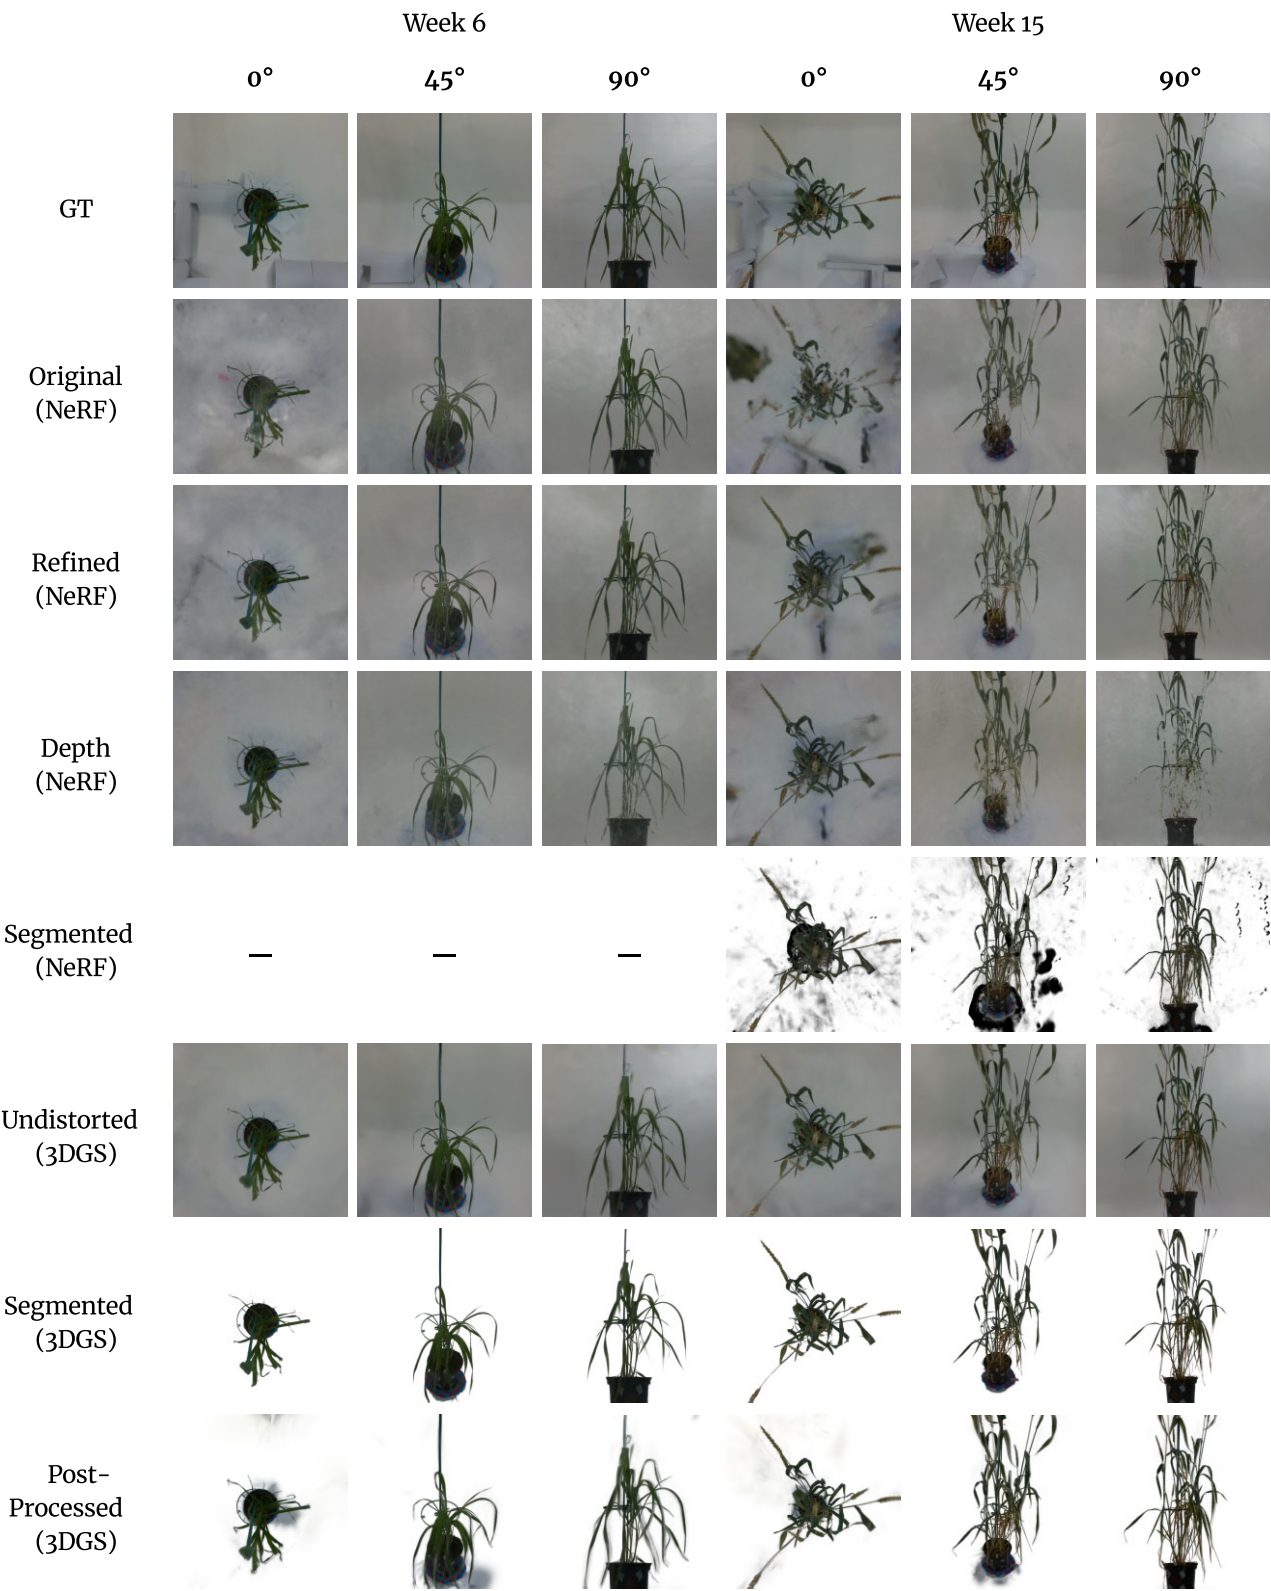 Week 6 Week 15
0° 45° 90° 0° 45° 90°
GT
Original
(NeRF)
Refined
(NeRF)
Depth
(NeRF)
Segmented
(NeRF)
— — —
Undistorted
(3DGS)
Segmented
(3DGS)
Post-
Processed
(3DGS)